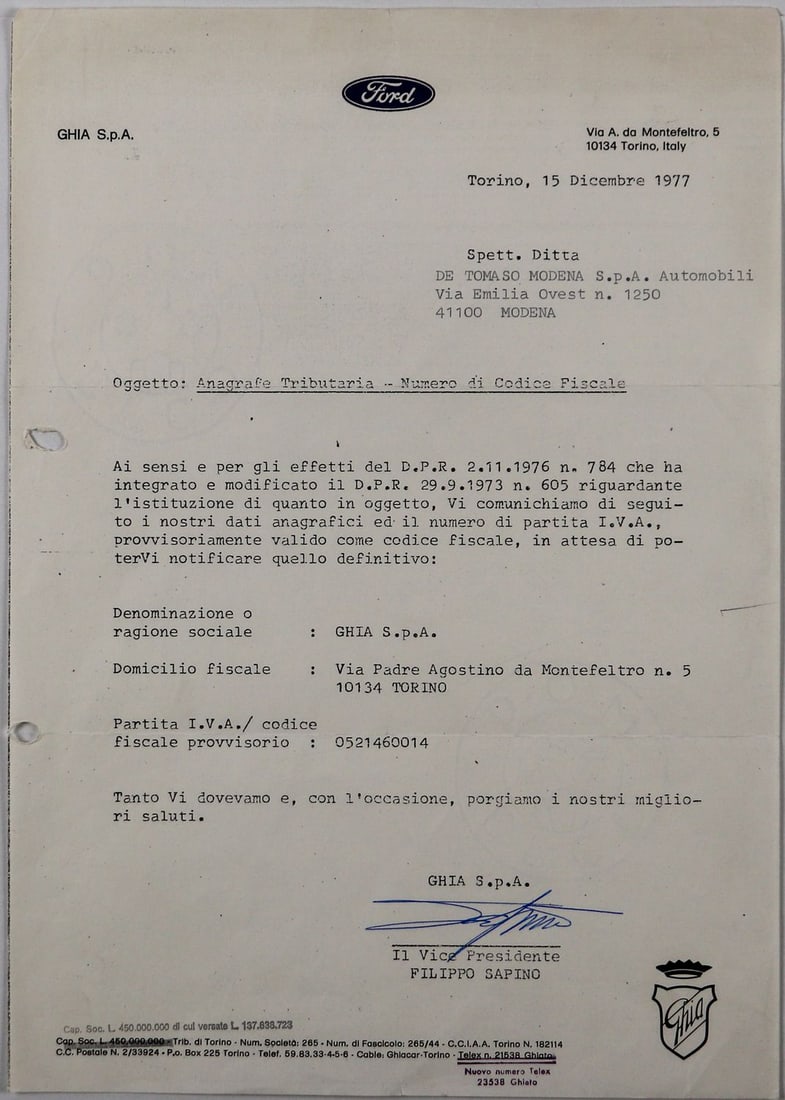 Ford
GHIA S.p.A.
Via A. da Montefeltro, 5
10134 Torino, Italy
Torino, 15 Dicembre 1977
Spett. Ditta
DE TOMASO MODENA S.p.A. Automobili
Via Emilia Ovest n. 1250
41100 MODENA
Oggetto: Anagrafe Tributaria - Numero di Codice Fiscale
Ai sensi e per gli effetti del D.P.R. 2.11.1976 n. 784 che ha
integrato e modificato il D.P.R. 29.9.1973 n. 605 riguardante
l'istituzione di quanto in oggetto, Vi comunichiamo di segui-
to i nostri dati anagrafici ed il numero di partita I.V.A.,
provvisoriamente valido come codice fiscale, in attesa di po-
terVi notificare quello definitivo:
Denominazione o
ragione sociale : GHIA S.p.A.
Domicilio fiscale : Via Padre Agostino da Montefeltro n. 5
10134 TORINO
Partita I.V.A./ codice
fiscale provvisorio : 0521460014
Tanto Vi dovevamo e, con l'occasione, porgiamo i nostri miglio-
ri saluti.
GHIA S.p.A.
Il Vice Presidente
FILIPPO SAPINO
Ghia
Cap. Soc. L. 450.000.000 di cui versate L. 137.838.723
Cap. Soc. L. 450,000,000 - Trib. di Torino - Num. Società: 265 - Num. di Fascicolo: 265/44 - C.C.I.A.A. Torino N. 182114
C.C. Postale N. 2/33924 - P.o. Box 225 Torino - Telef. 59.83.33-4-5-6 - Cable: Ghiacar-Torino - Telex n. 21538 Ghiato
Nuovo numero Telex
23538 Ghiato